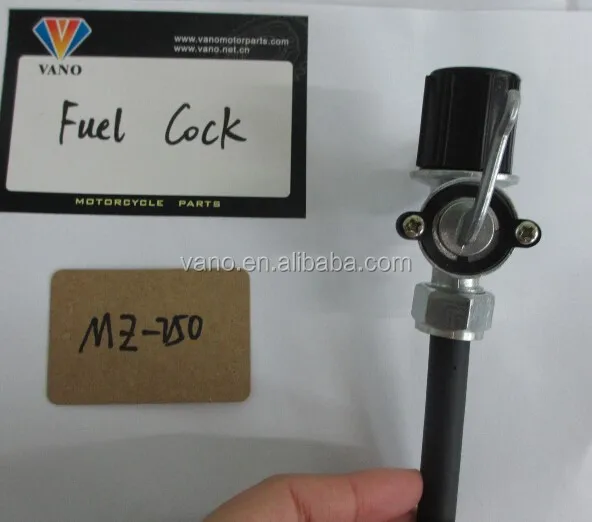 www.vanomotorparts.com
www.vano.net.cn
VANO
Fuel Cock
MOTORCYCLE PARTS
vano.en.alibaba.com
MZ-250